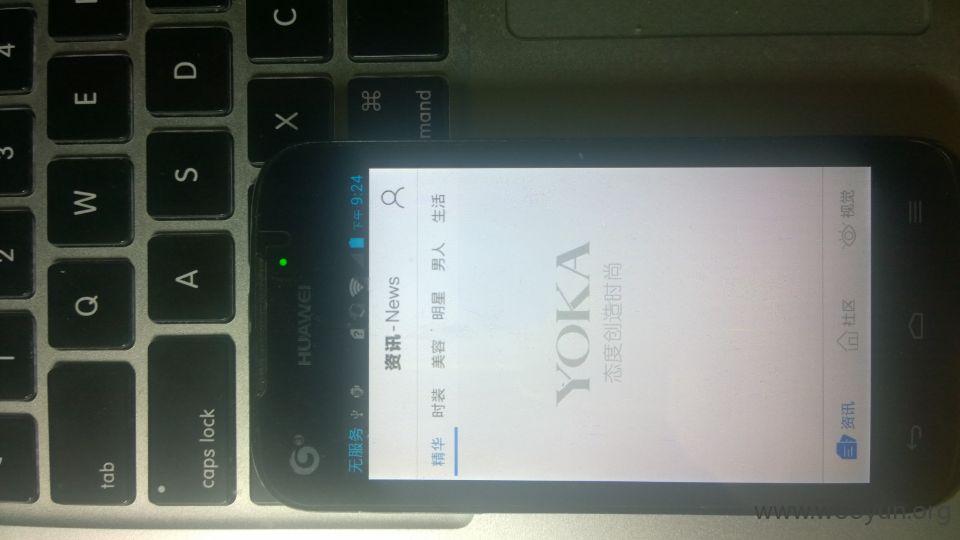 HUAWEI
无服务
下午9:24
资讯-News
精华 时装 美容 明星 男人 生活
YOKA
态度创造时尚
资讯 社区 视觉
tab
caps lock
Q W E
A S D
X C
2 3 4
⌘
mand
www.wooyun.org